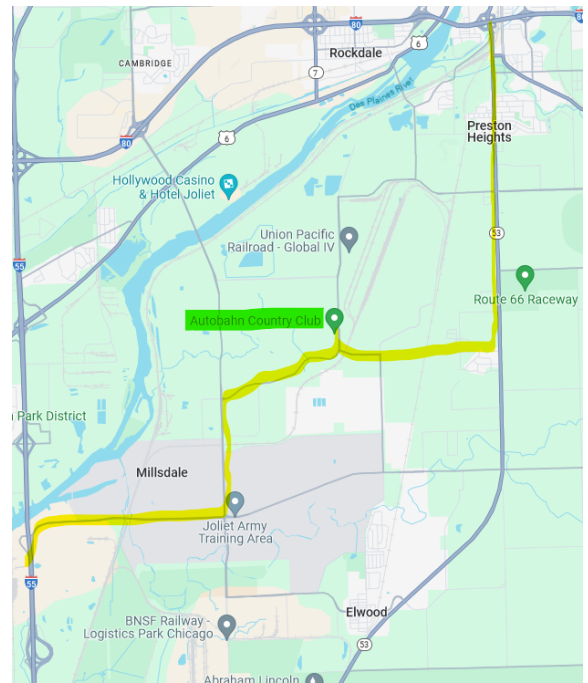 80
6
80
Rockdale
CAMBRIDGE
7
Des Plaines River
Preston
Heights
6
80
Hollywood Casino
& Hotel Joliet
Union Pacific
Railroad - Global IV
53
55
Route 66 Raceway
Autobahn Country Club
Park District
Millsdale
Joliet Army
Training Area
55
Elwood
BNSF Railway -
Logistics Park Chicago
53
Abraham Lincoln